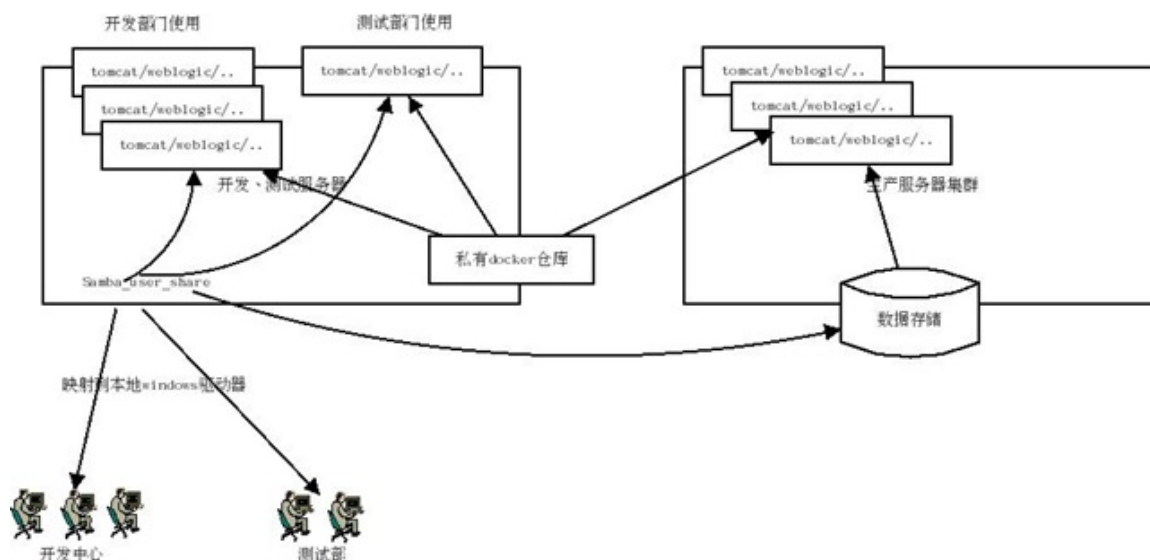 开发部门使用
测试部门使用
tomcat/weblogic/..
tomcat/weblogic/..
tomcat/weblogic/..
tomcat/weblogic/..
tomcat/weblogic/..
tomcat/weblogic/..
tomcat/weblogic/..
开发、测试服务器
生产服务器集群
私有docker仓库
Samba_user_share
数据存储
映射到本地windows驱动器
开发中心
测试部